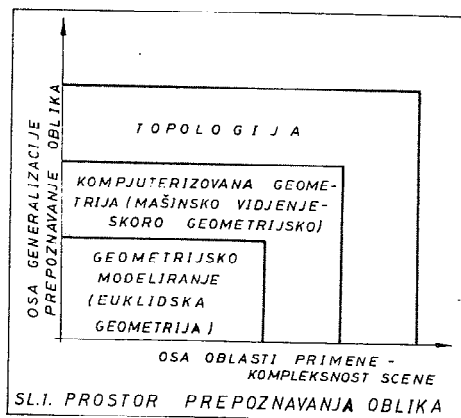 OSA GENERALIZACIJE
PREPOZNAVANJE OBLIKA
TOPOLOGIJA
KOMPJUTERIZOVANA GEOME-
TRIJA (MAŠINSKO VIDJENJE-
SKORO GEOMETRIJSKO)
GEOMETRIJSKO
MODELIRANJE
(EUKLIDSKA
GEOMETRIJA)
OSA OBLASTI PRIMENE -
KOMPLEKSNOST SCENE
SL.1. PROSTOR PREPOZNAVANJA OBLIKA